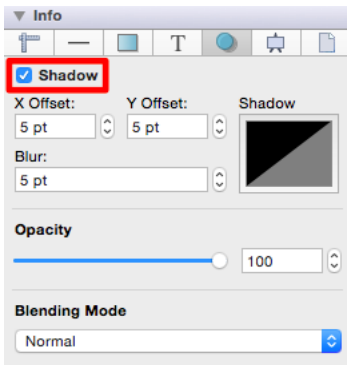 Info
T
Shadow
X Offset: Y Offset: Shadow
5 pt 5 pt
Blur:
5 pt
Opacity
100
Blending Mode
Normal